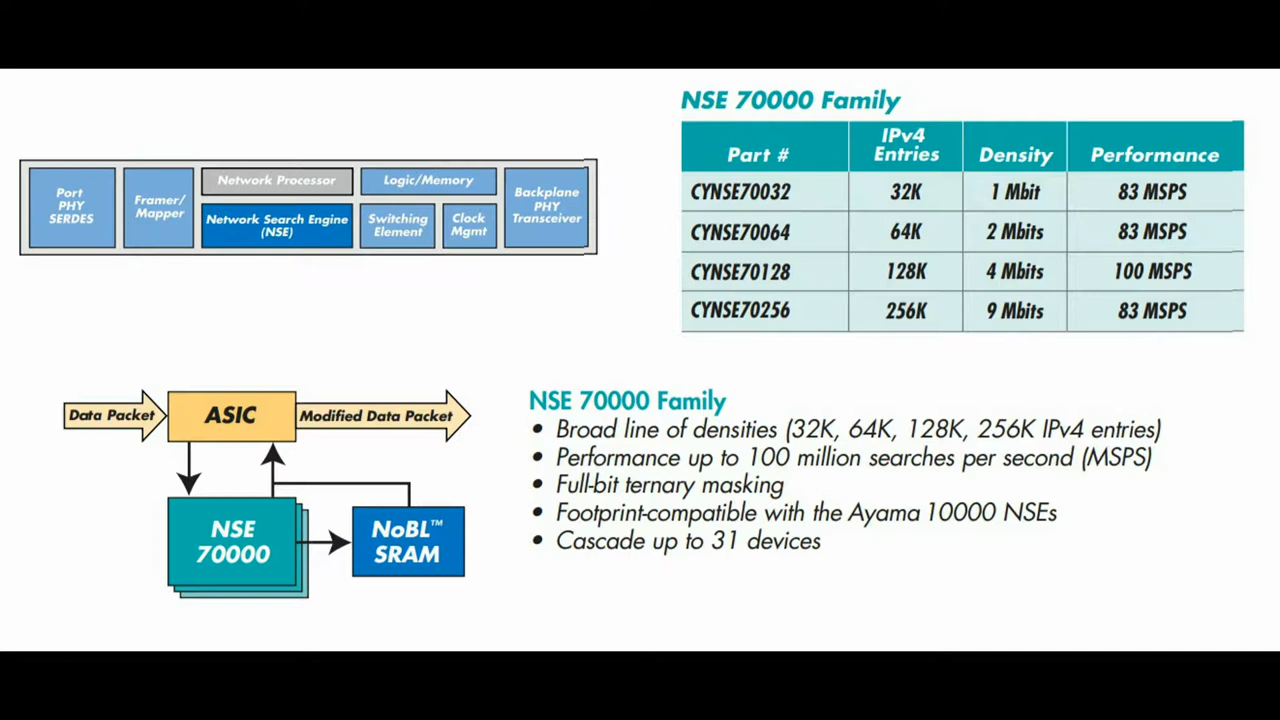 Port
PHY
SERDES
Framer/
Mapper
Network Processor
Network Search Engine
(NSE)
Logic/Memory
Switching
Element
Clock
Mgmt
Backplane
PHY
Transceiver
NSE 70000 Family
Part # IPv4 Entries Density Performance
CYNSE70032 32K 1 Mbit 83 MSPS
CYNSE70064 64K 2 Mbits 83 MSPS
CYNSE70128 128K 4 Mbits 100 MSPS
CYNSE70256 256K 9 Mbits 83 MSPS
Data Packet
ASIC
Modified Data Packet
NSE
70000
NoBL™
SRAM
NSE 70000 Family
• Broad line of densities (32K, 64K, 128K, 256K IPv4 entries)
• Performance up to 100 million searches per second (MSPS)
• Full-bit ternary masking
• Footprint-compatible with the Ayama 10000 NSEs
• Cascade up to 31 devices